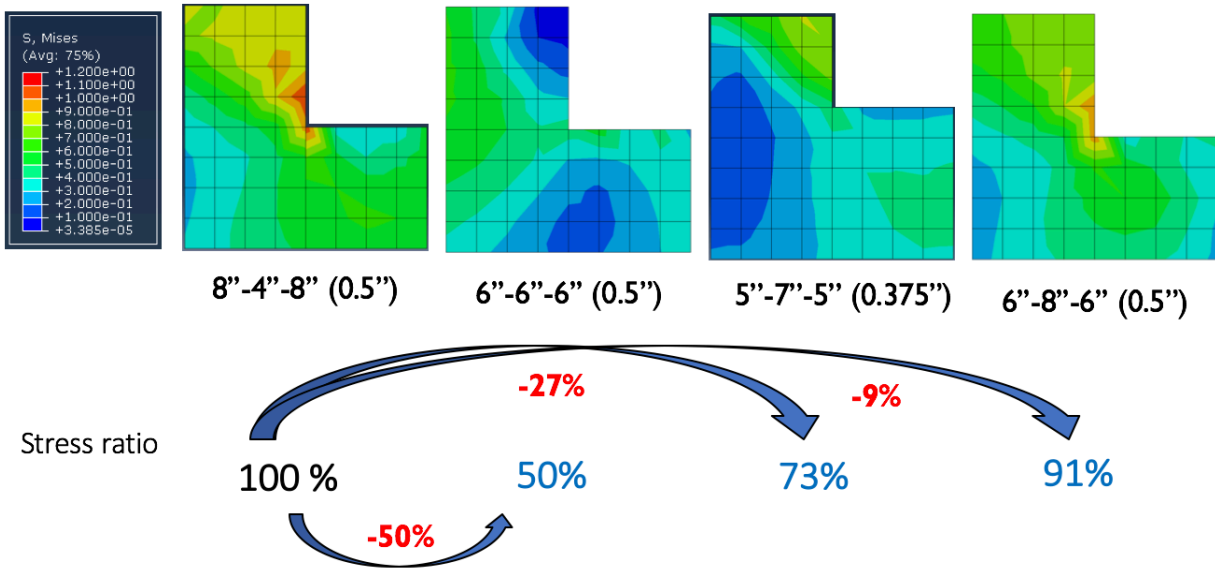 S, Mises
(Avg: 75%)
+1.200e+00
+1.100e+00
+1.000e+00
+9.000e-01
+8.000e-01
+7.000e-01
+6.000e-01
+5.000e-01
+4.000e-01
+3.000e-01
+2.000e-01
+1.000e-01
+3.385e-05
8”-4”-8” (0.5”)
6”-6”-6” (0.5”)
5”-7”-5” (0.375”)
6”-8”-6” (0.5”)
-27%
-9%
Stress ratio
100 %
50%
73%
91%
-50%